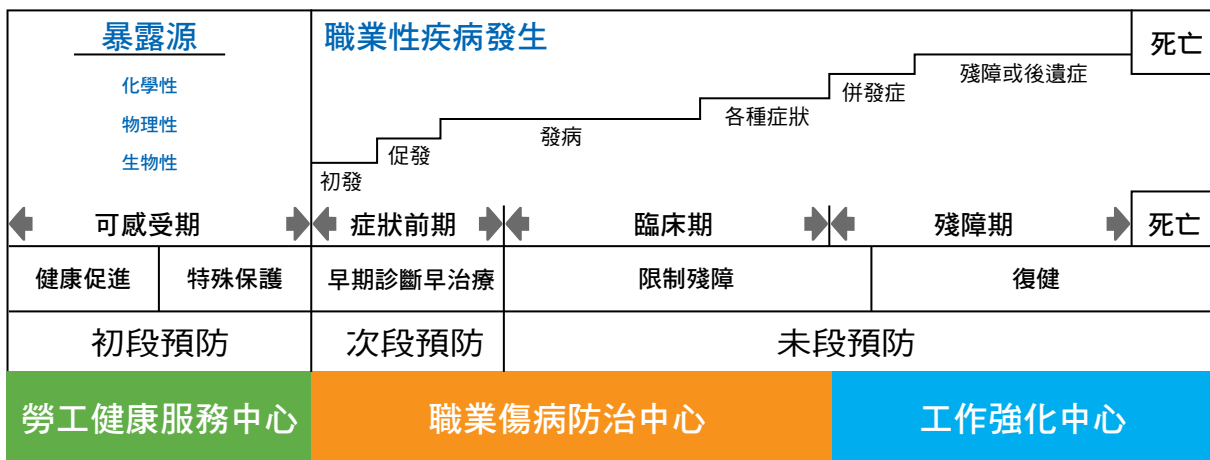 暴露源
職業性疾病發生
死亡
化學性
物理性
生物性
初發
促發
發病
各種症狀
併發症
殘障或後遺症
可感受期
症狀前期
臨床期
殘障期
死亡
健康促進
特殊保護
早期診斷早治療
限制殘障
復健
初段預防
次段預防
未段預防
勞工健康服務中心
職業傷病防治中心
工作強化中心